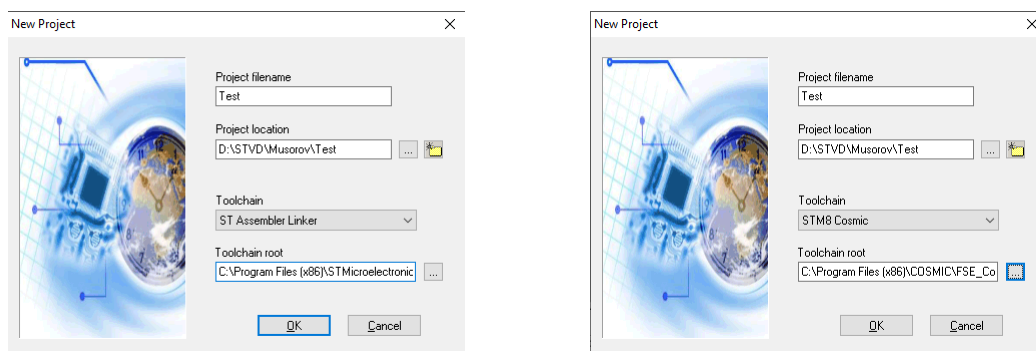 New Project
Project filename
Test
Project location
D:\STVD\Musorov\Test
...
Toolchain
ST Assembler Linker
Toolchain root
C:\Program Files (x86)\STMicroelectronic
...
OK
Cancel
New Project
Project filename
Test
Project location
D:\STVD\Musorov\Test
...
Toolchain
STM8 Cosmic
Toolchain root
C:\Program Files (x86)\COSMIC\FSE_Co
...
OK
Cancel